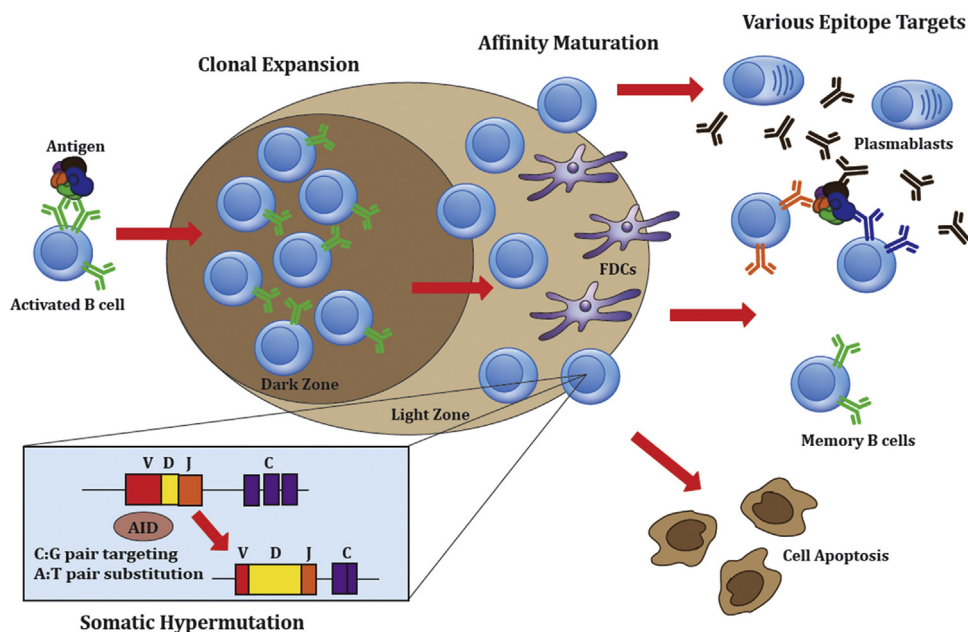 Various Epitope Targets
Affinity Maturation
Clonal Expansion
Antigen
Plasmablasts
FDCs
Activated B cell
Dark Zone
Light Zone
Memory B cells
V D J C
AID
C:G pair targeting
A:T pair substitution
V D J C
Cell Apoptosis
Somatic Hypermutation